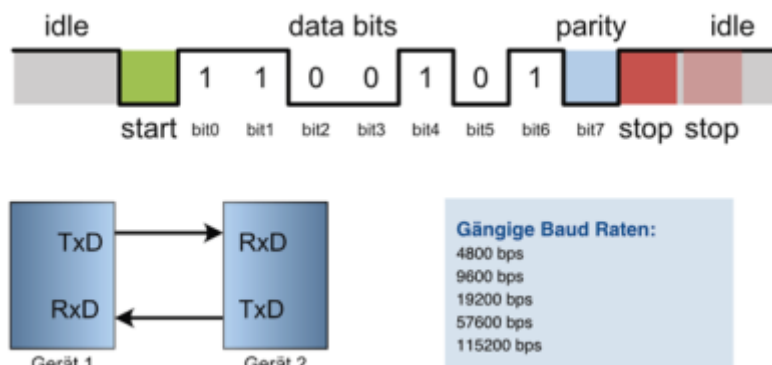 idle data bits parity idle
1 1 0 0 1 0 1
start bit0 bit1 bit2 bit3 bit4 bit5 bit6 bit7 stop stop
TxD RxD
RxD TxD
Gerät 1 Gerät 2
Gängige Baud Raten:
4800 bps
9600 bps
19200 bps
57600 bps
115200 bps